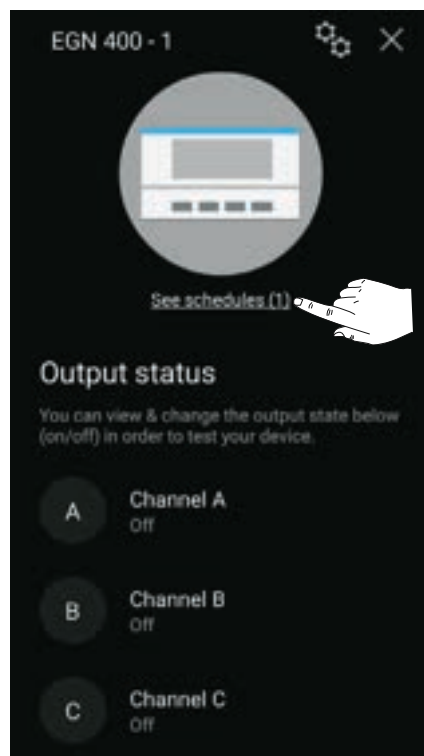 EGN 400 - 1
See schedules (1)
Output status
You can view & change the output state below
(on/off) in order to test your device.
A
Channel A
Off
B
Channel B
Off
C
Channel C
Off